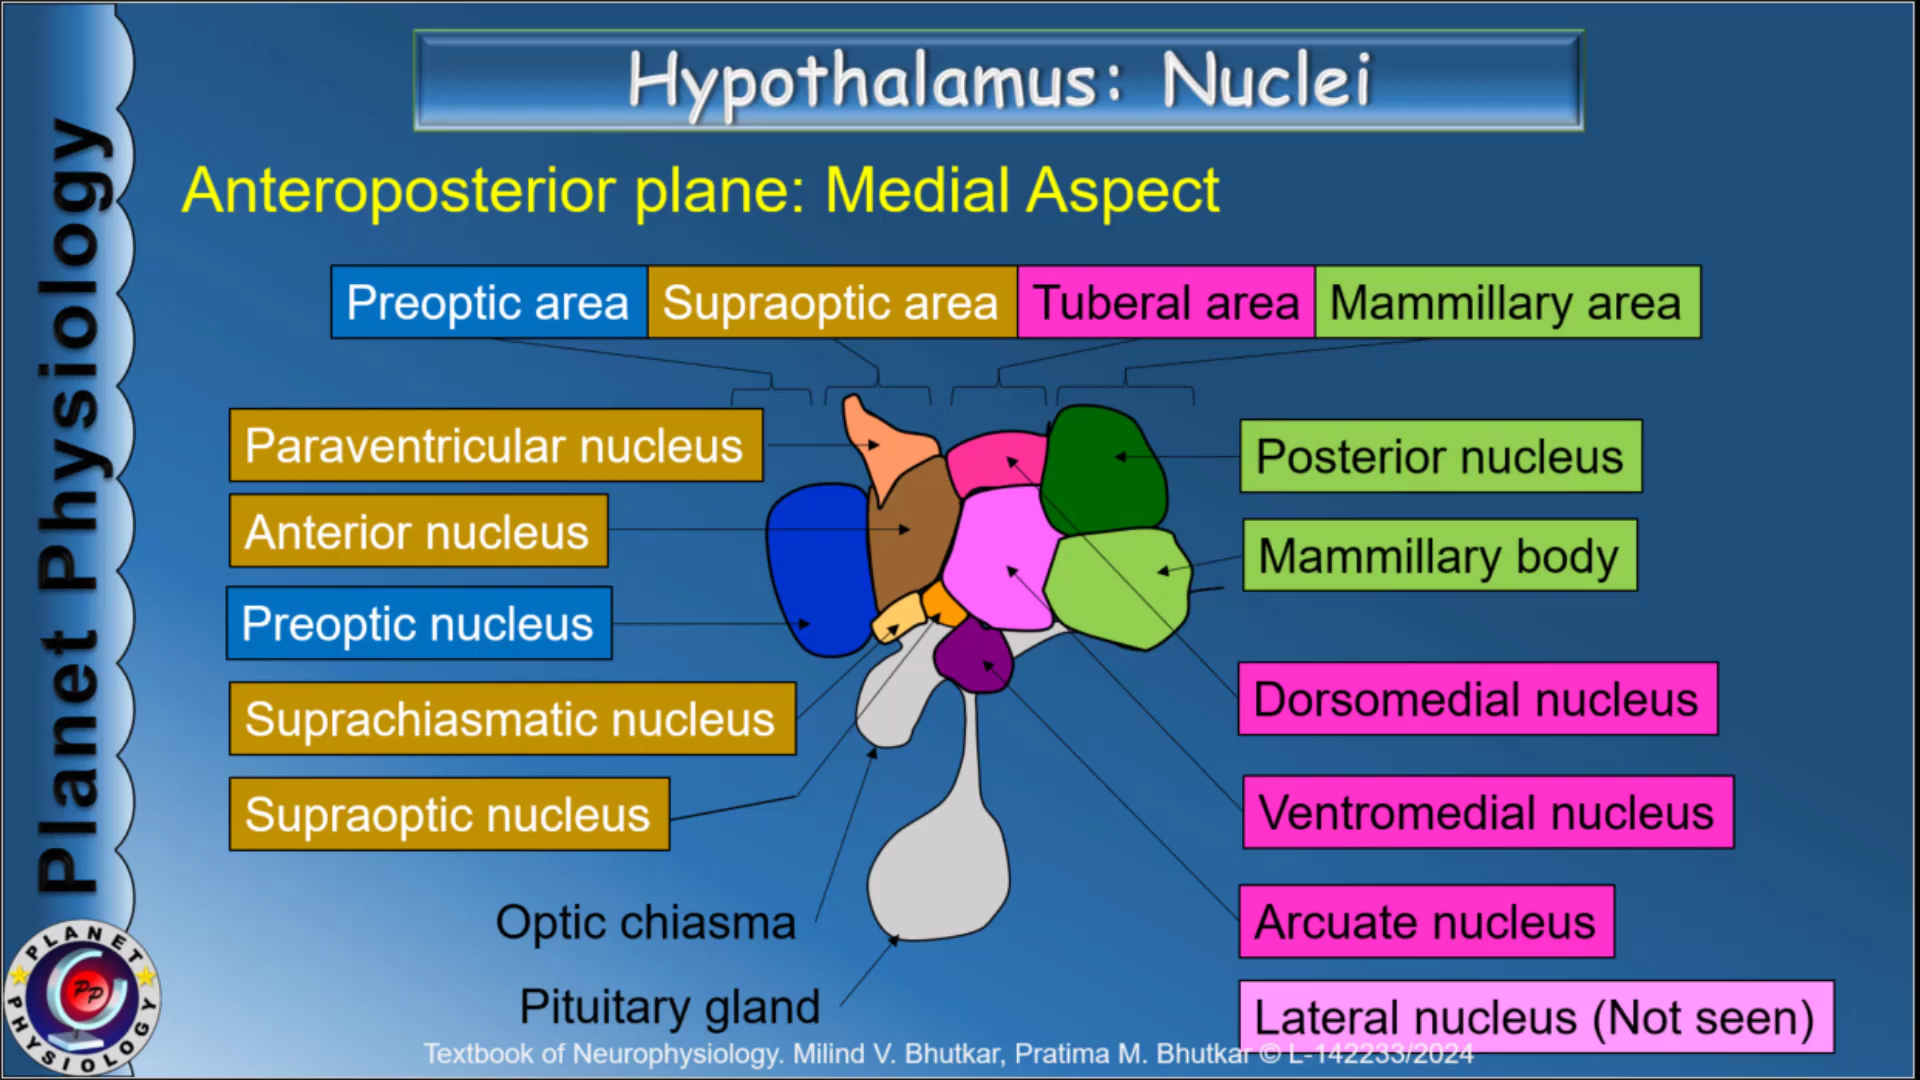 Hypothalamus: Nuclei
Anteroposterior plane: Medial Aspect
Preoptic area
Supraoptic area
Tuberal area
Mammillary area
Paraventricular nucleus
Anterior nucleus
Preoptic nucleus
Suprachiasmatic nucleus
Supraoptic nucleus
Optic chiasma
Pituitary gland
Posterior nucleus
Mammillary body
Dorsomedial nucleus
Ventromedial nucleus
Arcuate nucleus
Lateral nucleus (Not seen)
Textbook of Neurophysiology. Milind V. Bhutkar, Pratima M. Bhutkar © L-142233/2024
Planet Physiology
PLANET
PP
PHYSIOLOGY